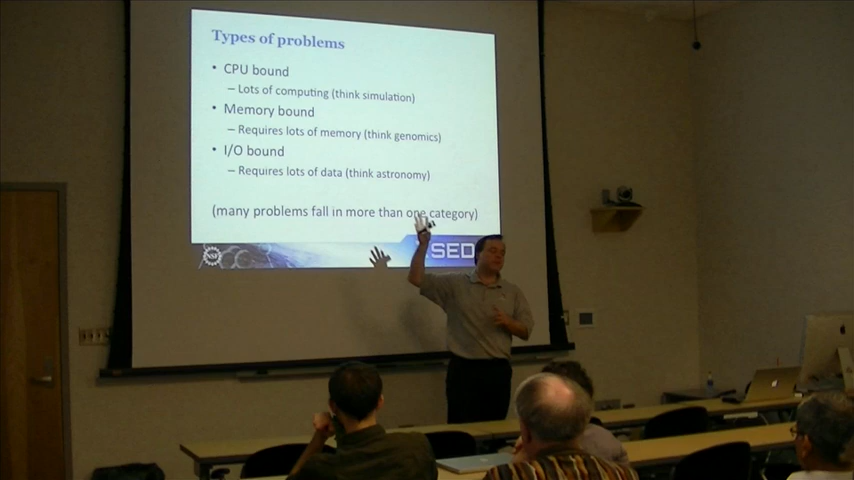 Types of problems
• CPU bound
– Lots of computing (think simulation)
• Memory bound
– Requires lots of memory (think genomics)
• I/O bound
– Requires lots of data (think astronomy)
(many problems fall in more than one category)
NSF
SED